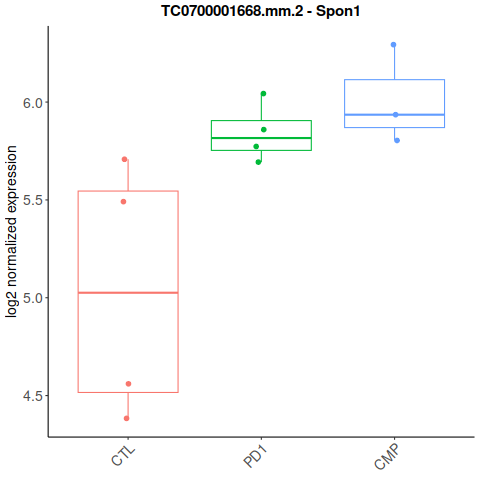 TC0700001668.mm.2 - Spon1
log2 normalized expression
6.0
5.5
5.0
4.5
CTL
PD1
CMP